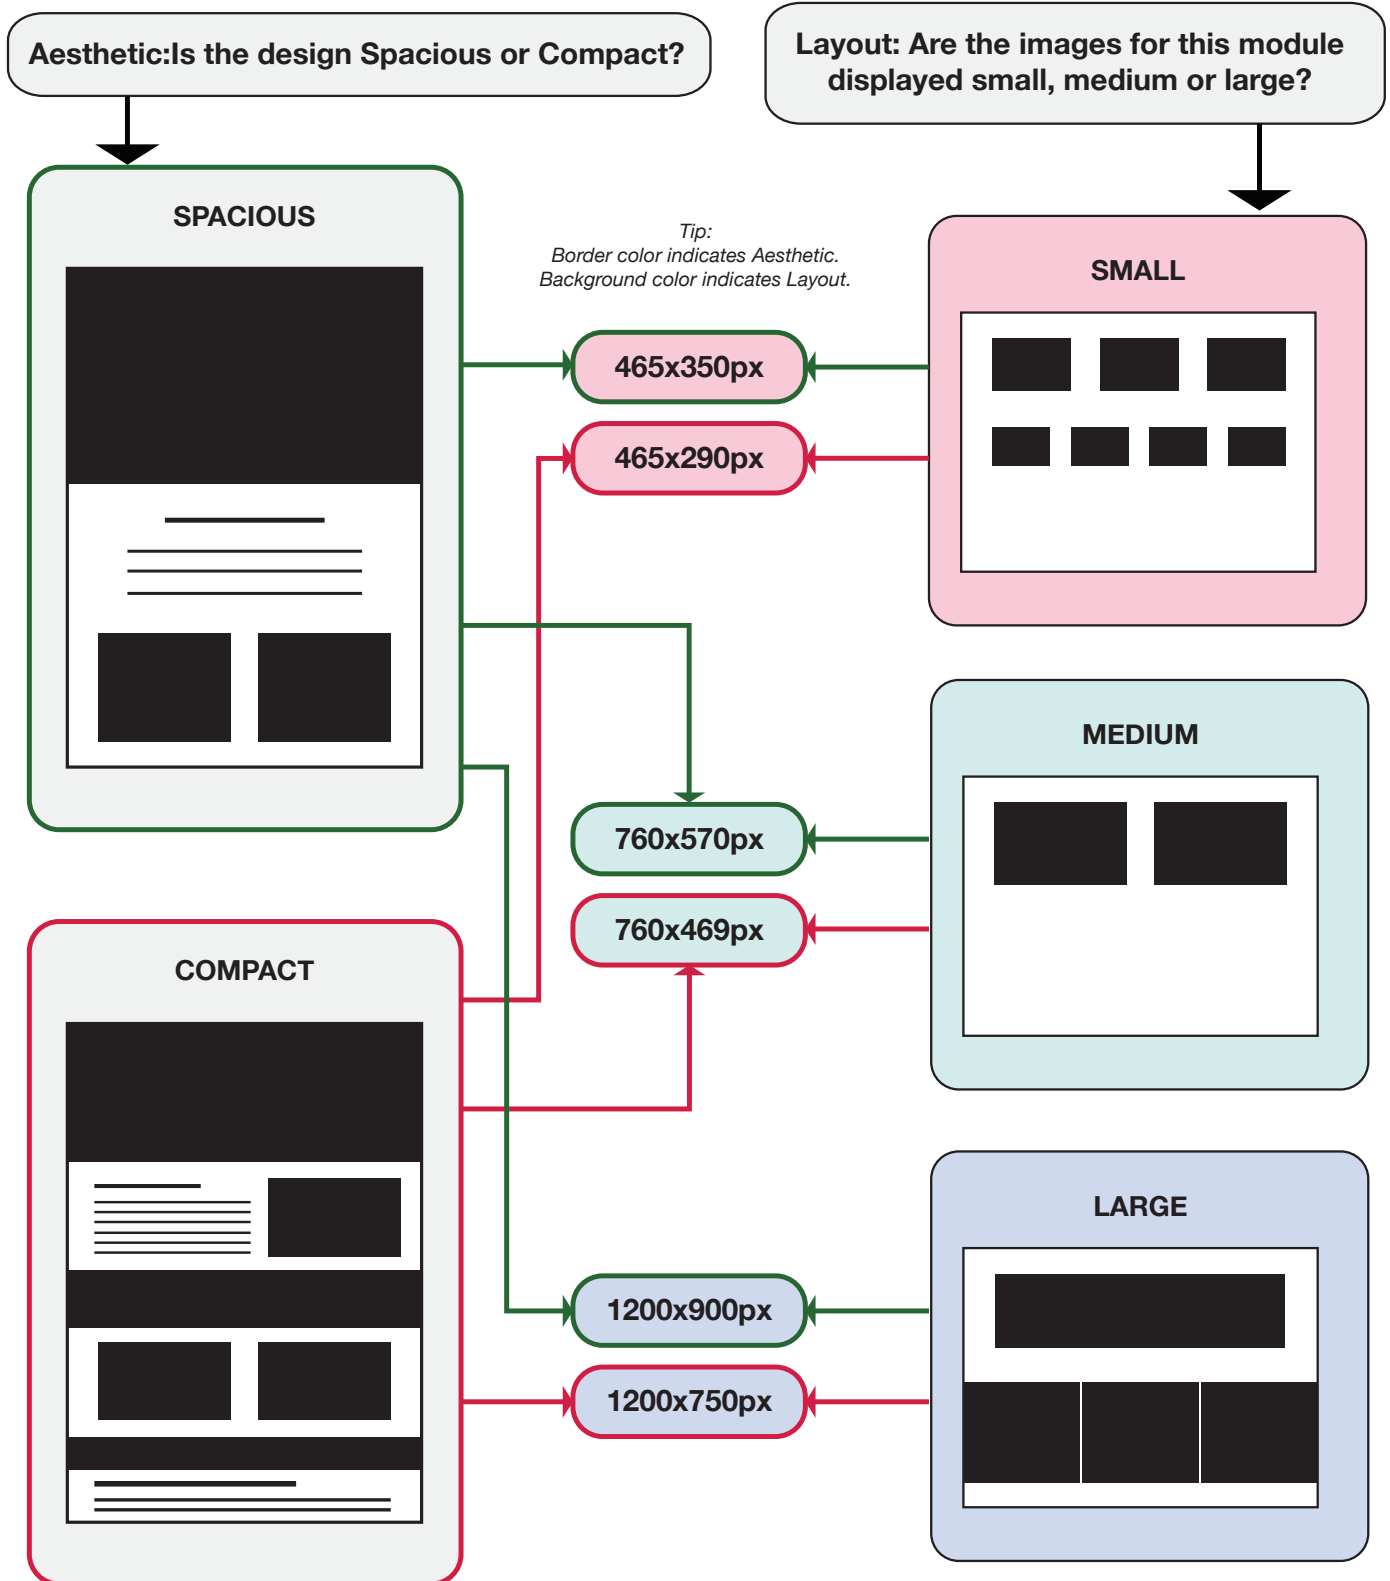 Aesthetic:Is the design Spacious or Compact?
Layout: Are the images for this module
displayed small, medium or large?
SPACIOUS
Tip:
Border color indicates Aesthetic.
Background color indicates Layout.
SMALL
465x350px
465x290px
MEDIUM
760x570px
760x469px
COMPACT
LARGE
1200x900px
1200x750px